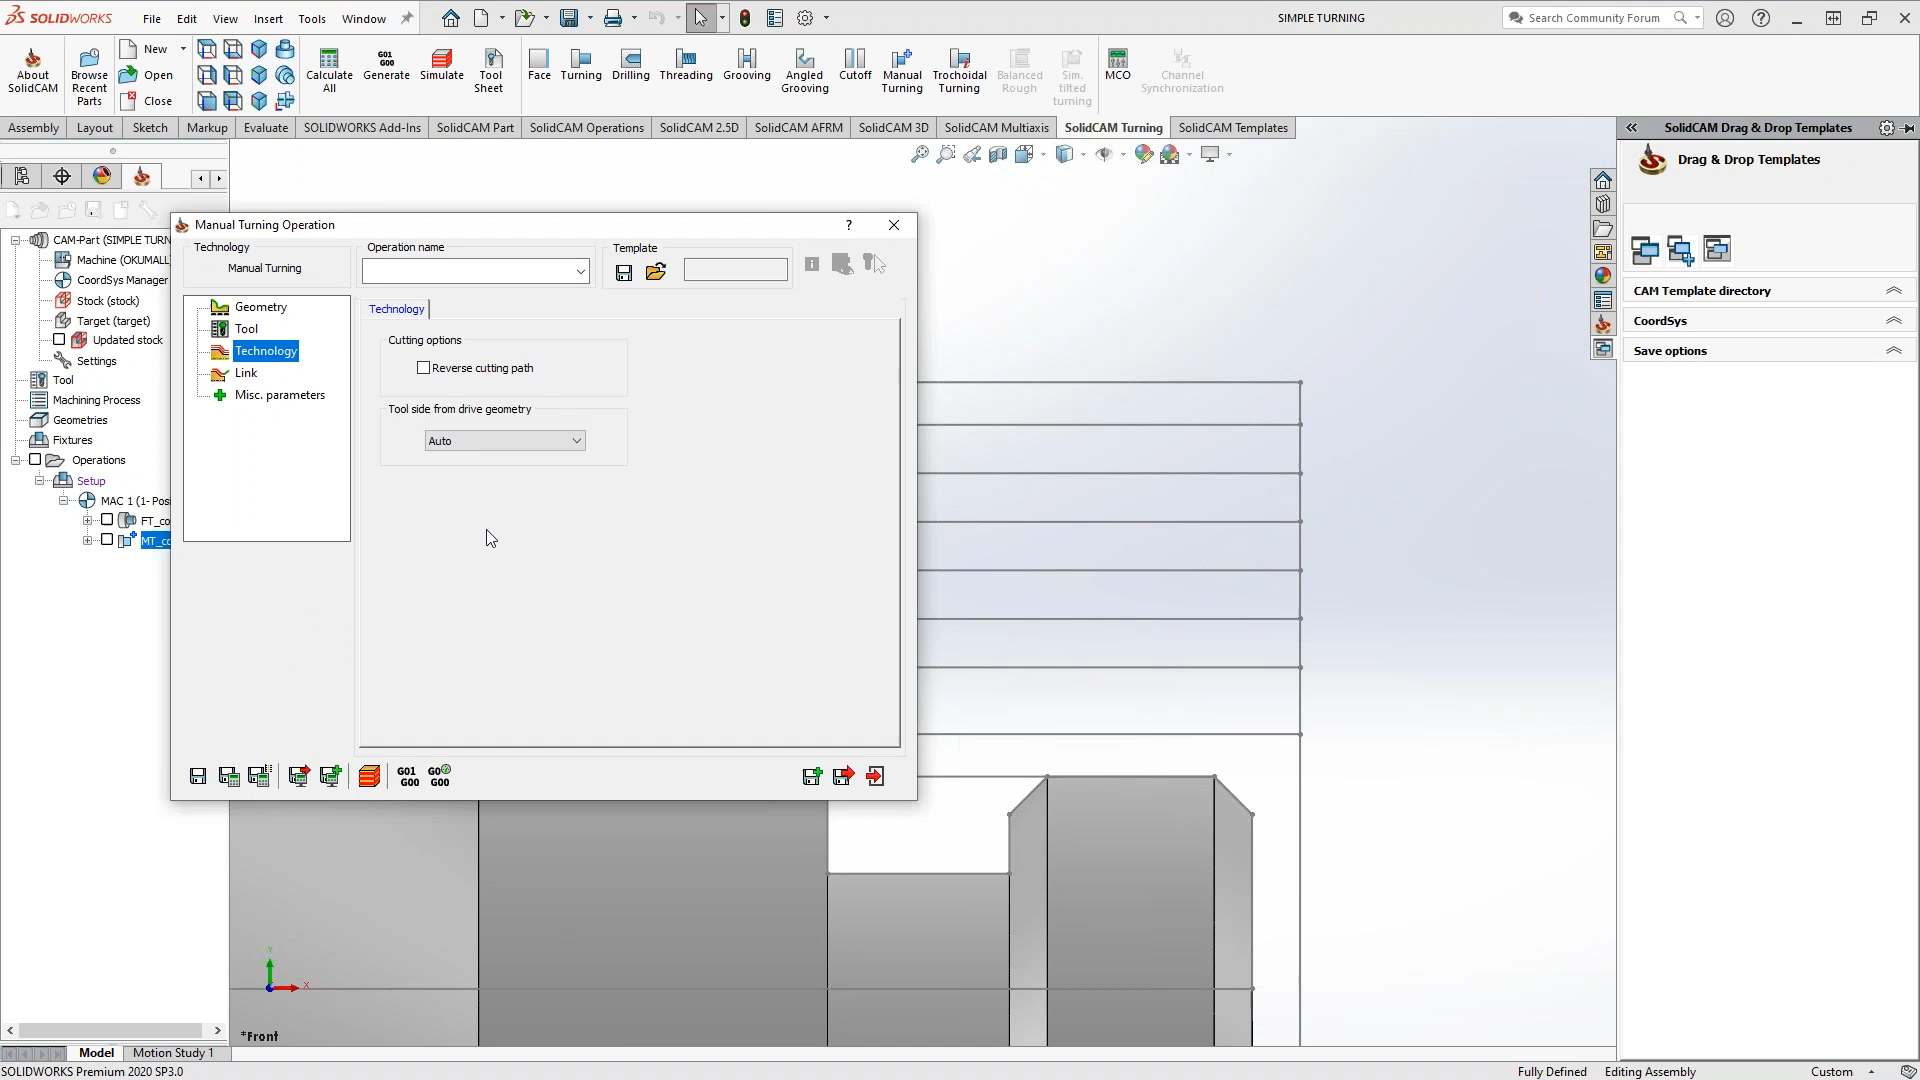 SOLIDWORKS
File
Edit
View
Insert
Tools
Window
SIMPLE TURNING
Search Community Forum
About
SolidCAM
Browse
Recent
Parts
New
Open
Close
Calculate
All
G01
G00
Generate
Simulate
Tool
Sheet
Face
Turning
Drilling
Threading
Grooving
Angled
Grooving
Cutoff
Manual
Turning
Trochoidal
Turning
Balanced
Rough
Sim.
tilted
turning
MCO
Channel
Synchronization
Assembly
Layout
Sketch
Markup
Evaluate
SOLIDWORKS Add-Ins
SolidCAM Part
SolidCAM Operations
SolidCAM 2.5D
SolidCAM AFRM
SolidCAM 3D
SolidCAM Multiaxis
SolidCAM Turning
SolidCAM Templates
SolidCAM Drag & Drop Templates
Drag & Drop Templates
CAM Template directory
CoordSys
Save options
CAM-Part (SIMPLE TURN
Machine (OKUMALL
CoordSys Manager
Stock (stock)
Target (target)
Updated stock
Settings
Tool
Machining Process
Geometries
Fixtures
Operations
Setup
MAC 1 (1- Posi
FT_co
MT_co
Manual Turning Operation
?
Technology
Manual Turning
Operation name
Template
Geometry
Tool
Technology
Link
Misc. parameters
Technology
Cutting options
Reverse cutting path
Tool side from drive geometry
Auto
G01
G00
G00
Y
X
*Front
Model
Motion Study 1
SOLIDWORKS Premium 2020 SP3.0
Fully Defined
Editing Assembly
Custom